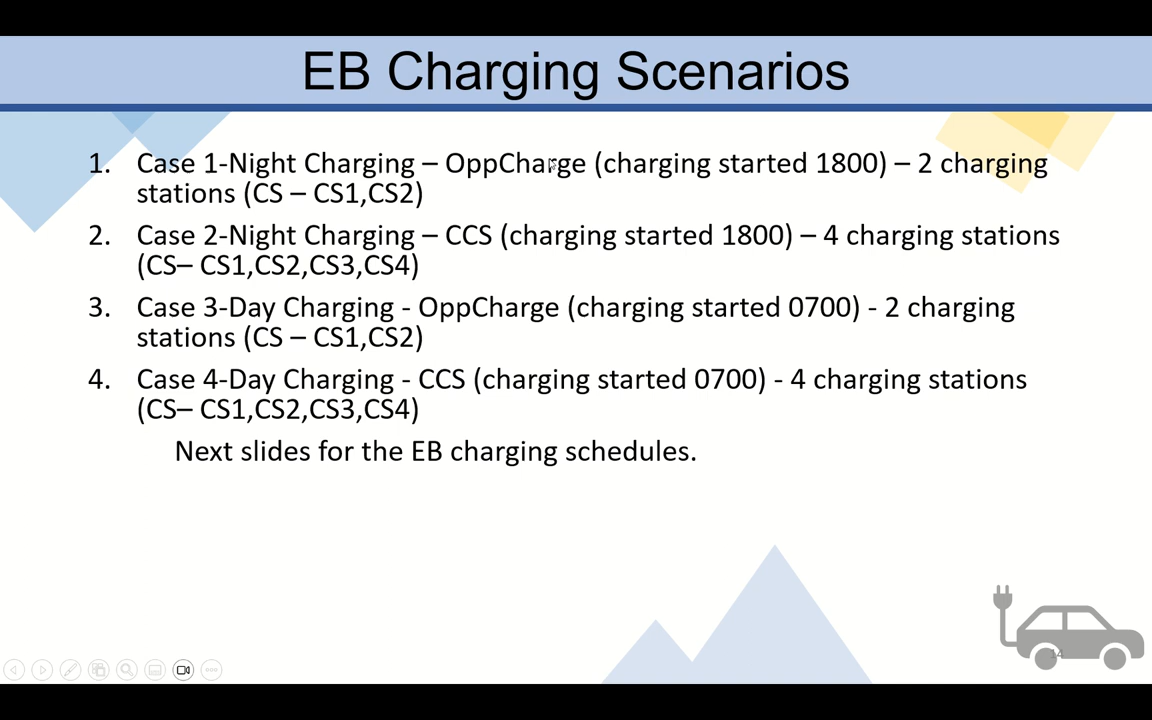 EB Charging Scenarios
1. Case 1-Night Charging – OppCharge (charging started 1800) – 2 charging
stations (CS – CS1,CS2)
2. Case 2-Night Charging – CCS (charging started 1800) – 4 charging stations
(CS– CS1,CS2,CS3,CS4)
3. Case 3-Day Charging - OppCharge (charging started 0700) - 2 charging
stations (CS – CS1,CS2)
4. Case 4-Day Charging - CCS (charging started 0700) - 4 charging stations
(CS– CS1,CS2,CS3,CS4)
Next slides for the EB charging schedules.
14